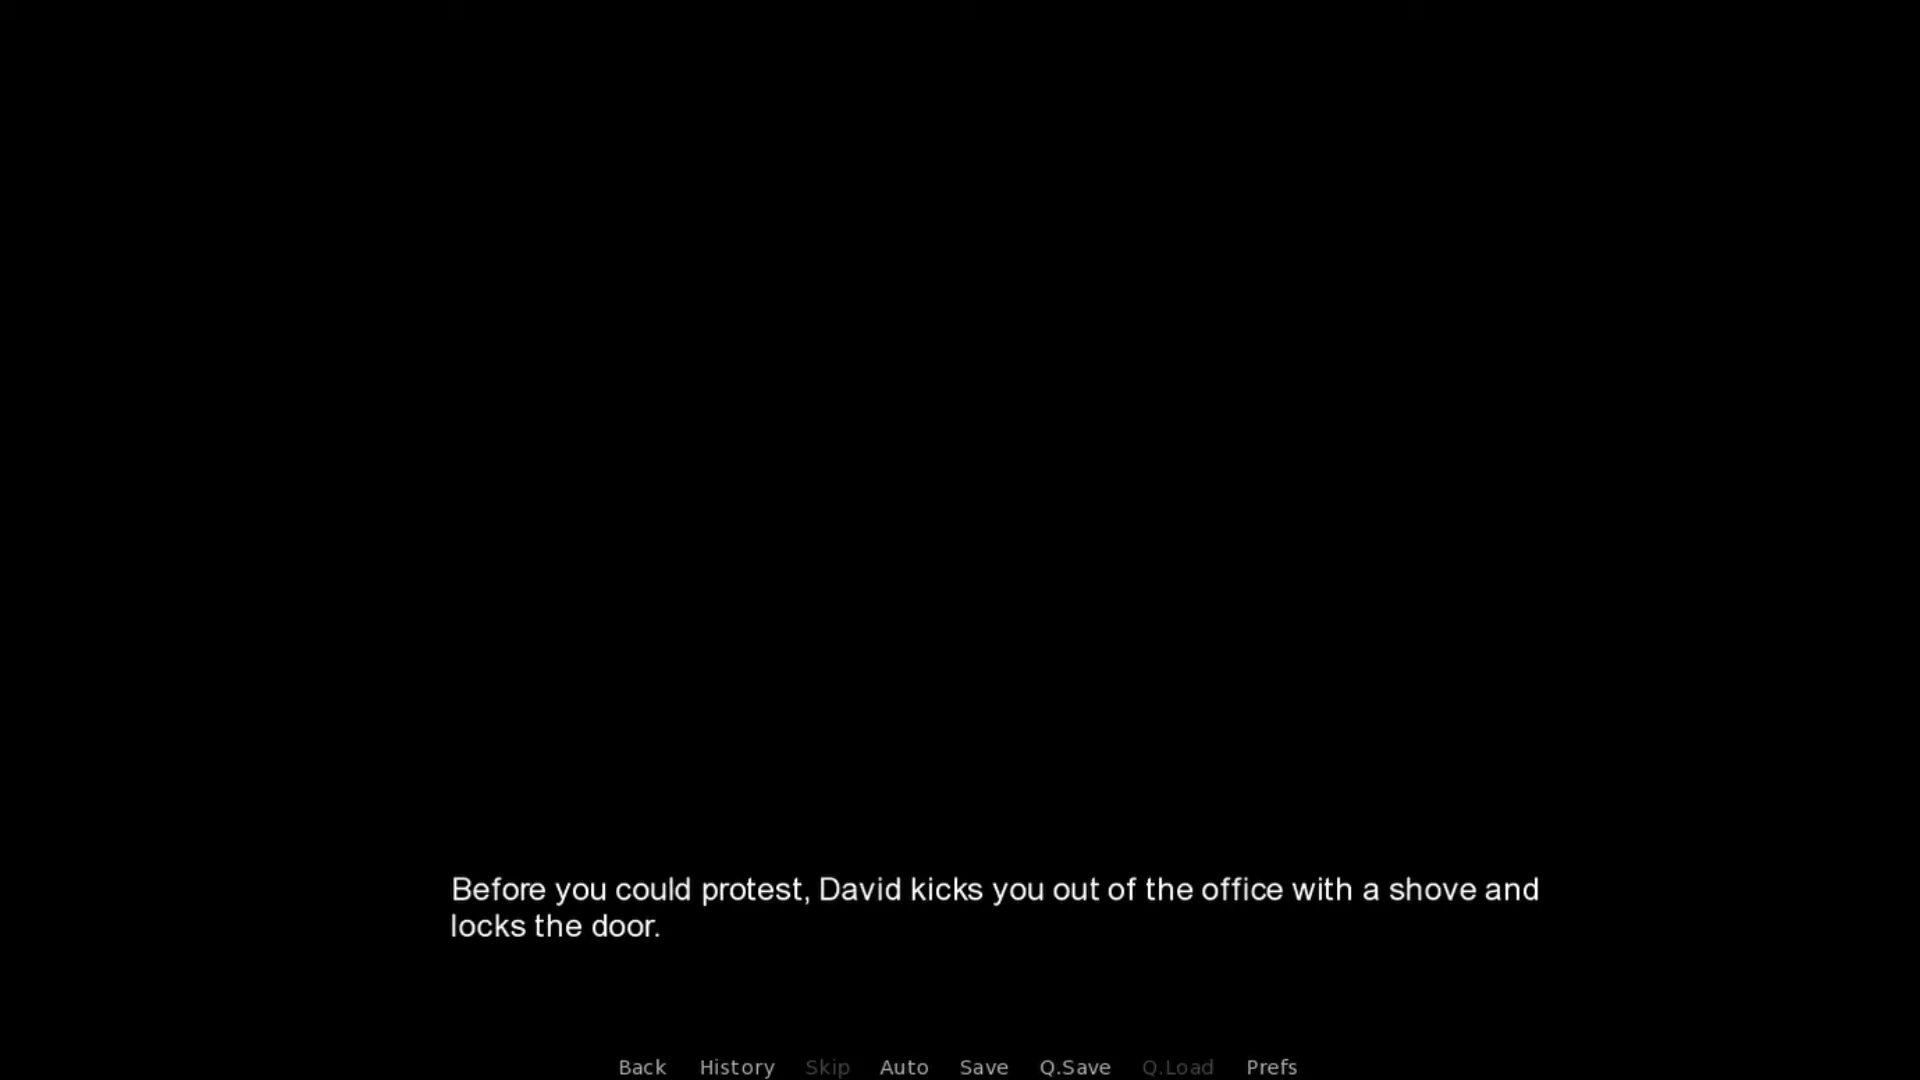 Before you could protest, David kicks you out of the office with a shove and
locks the door.
Back History Skip Auto Save Q.Save Q.Load Prefs